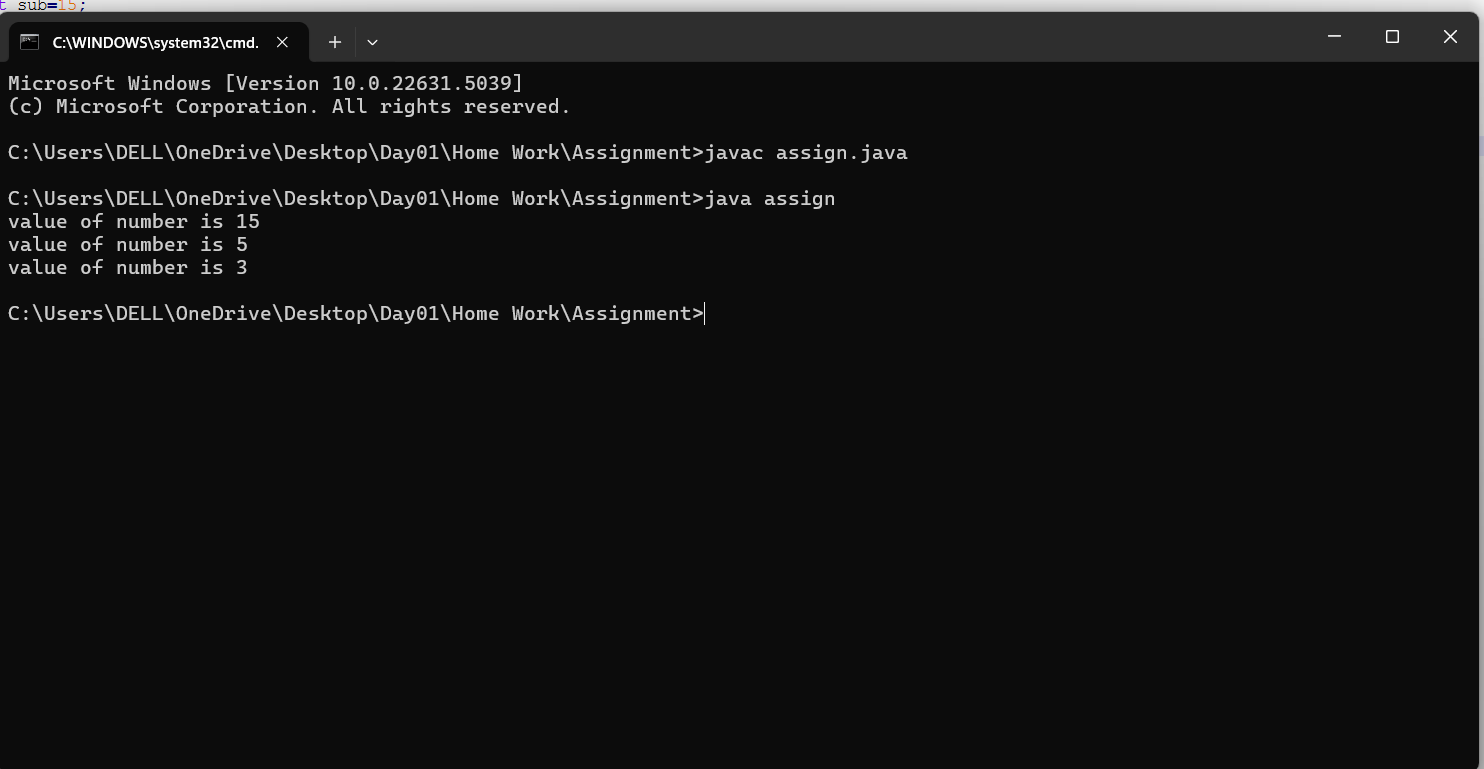 t sub=15;
C:\WINDOWS\system32\cmd.
Microsoft Windows [Version 10.0.22631.5039]
(c) Microsoft Corporation. All rights reserved.
C:\Users\DELL\OneDrive\Desktop\Day01\Home Work\Assignment>javac assign.java
C:\Users\DELL\OneDrive\Desktop\Day01\Home Work\Assignment>java assign
value of number is 15
value of number is 5
value of number is 3
C:\Users\DELL\OneDrive\Desktop\Day01\Home Work\Assignment>